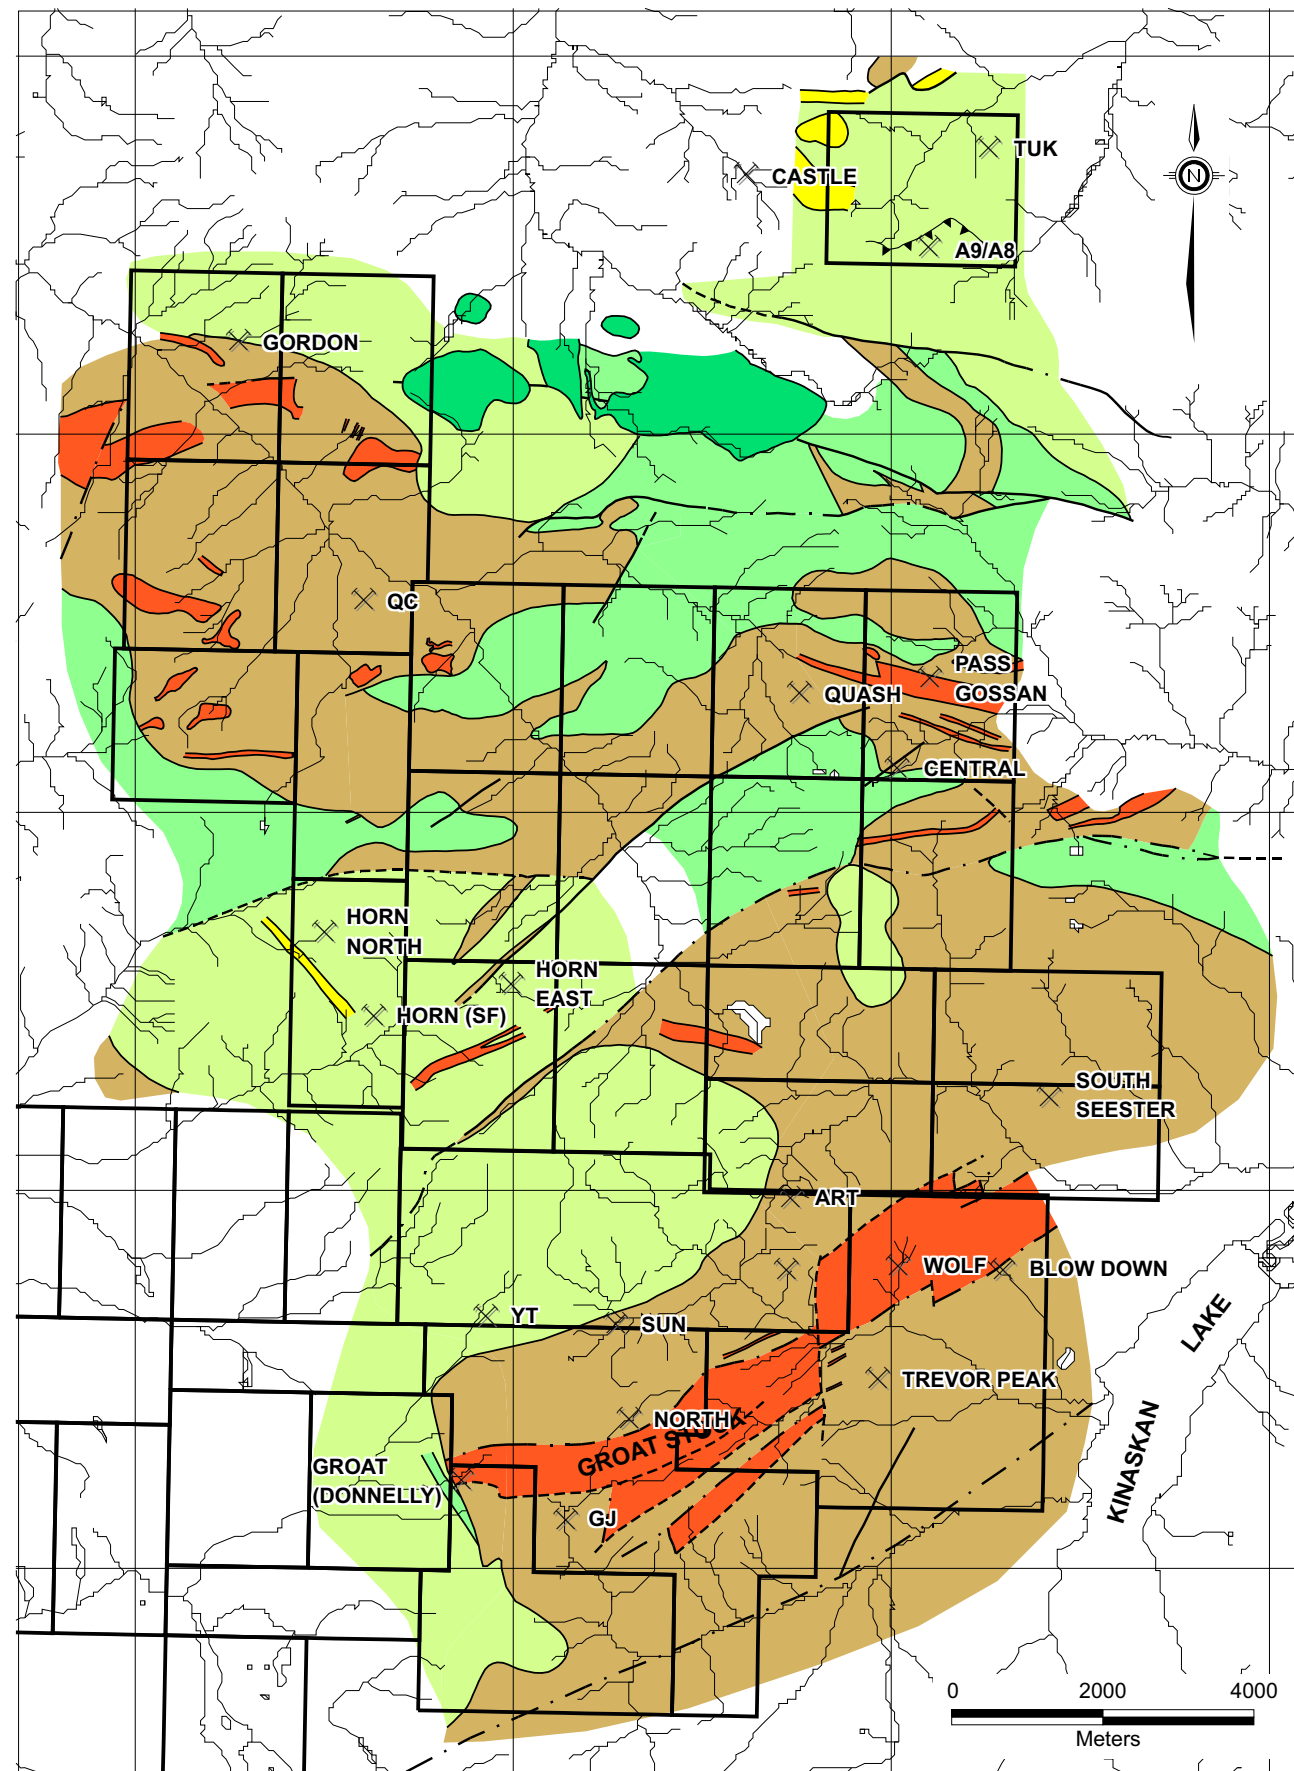 TUK
CASTLE
N
A9/A8
GORDON
QC
PASS
GOSSAN
QUASH
CENTRAL
HORN
NORTH
HORN
EAST
HORN (SF)
SOUTH
SEESTER
ART
WOLF
BLOW DOWN
YT
SUN
LAKE
TREVOR PEAK
KINASKAN
NORTH
GROAT STOCK
GROAT
(DONNELLY)
GJ
0 2000 4000
Meters